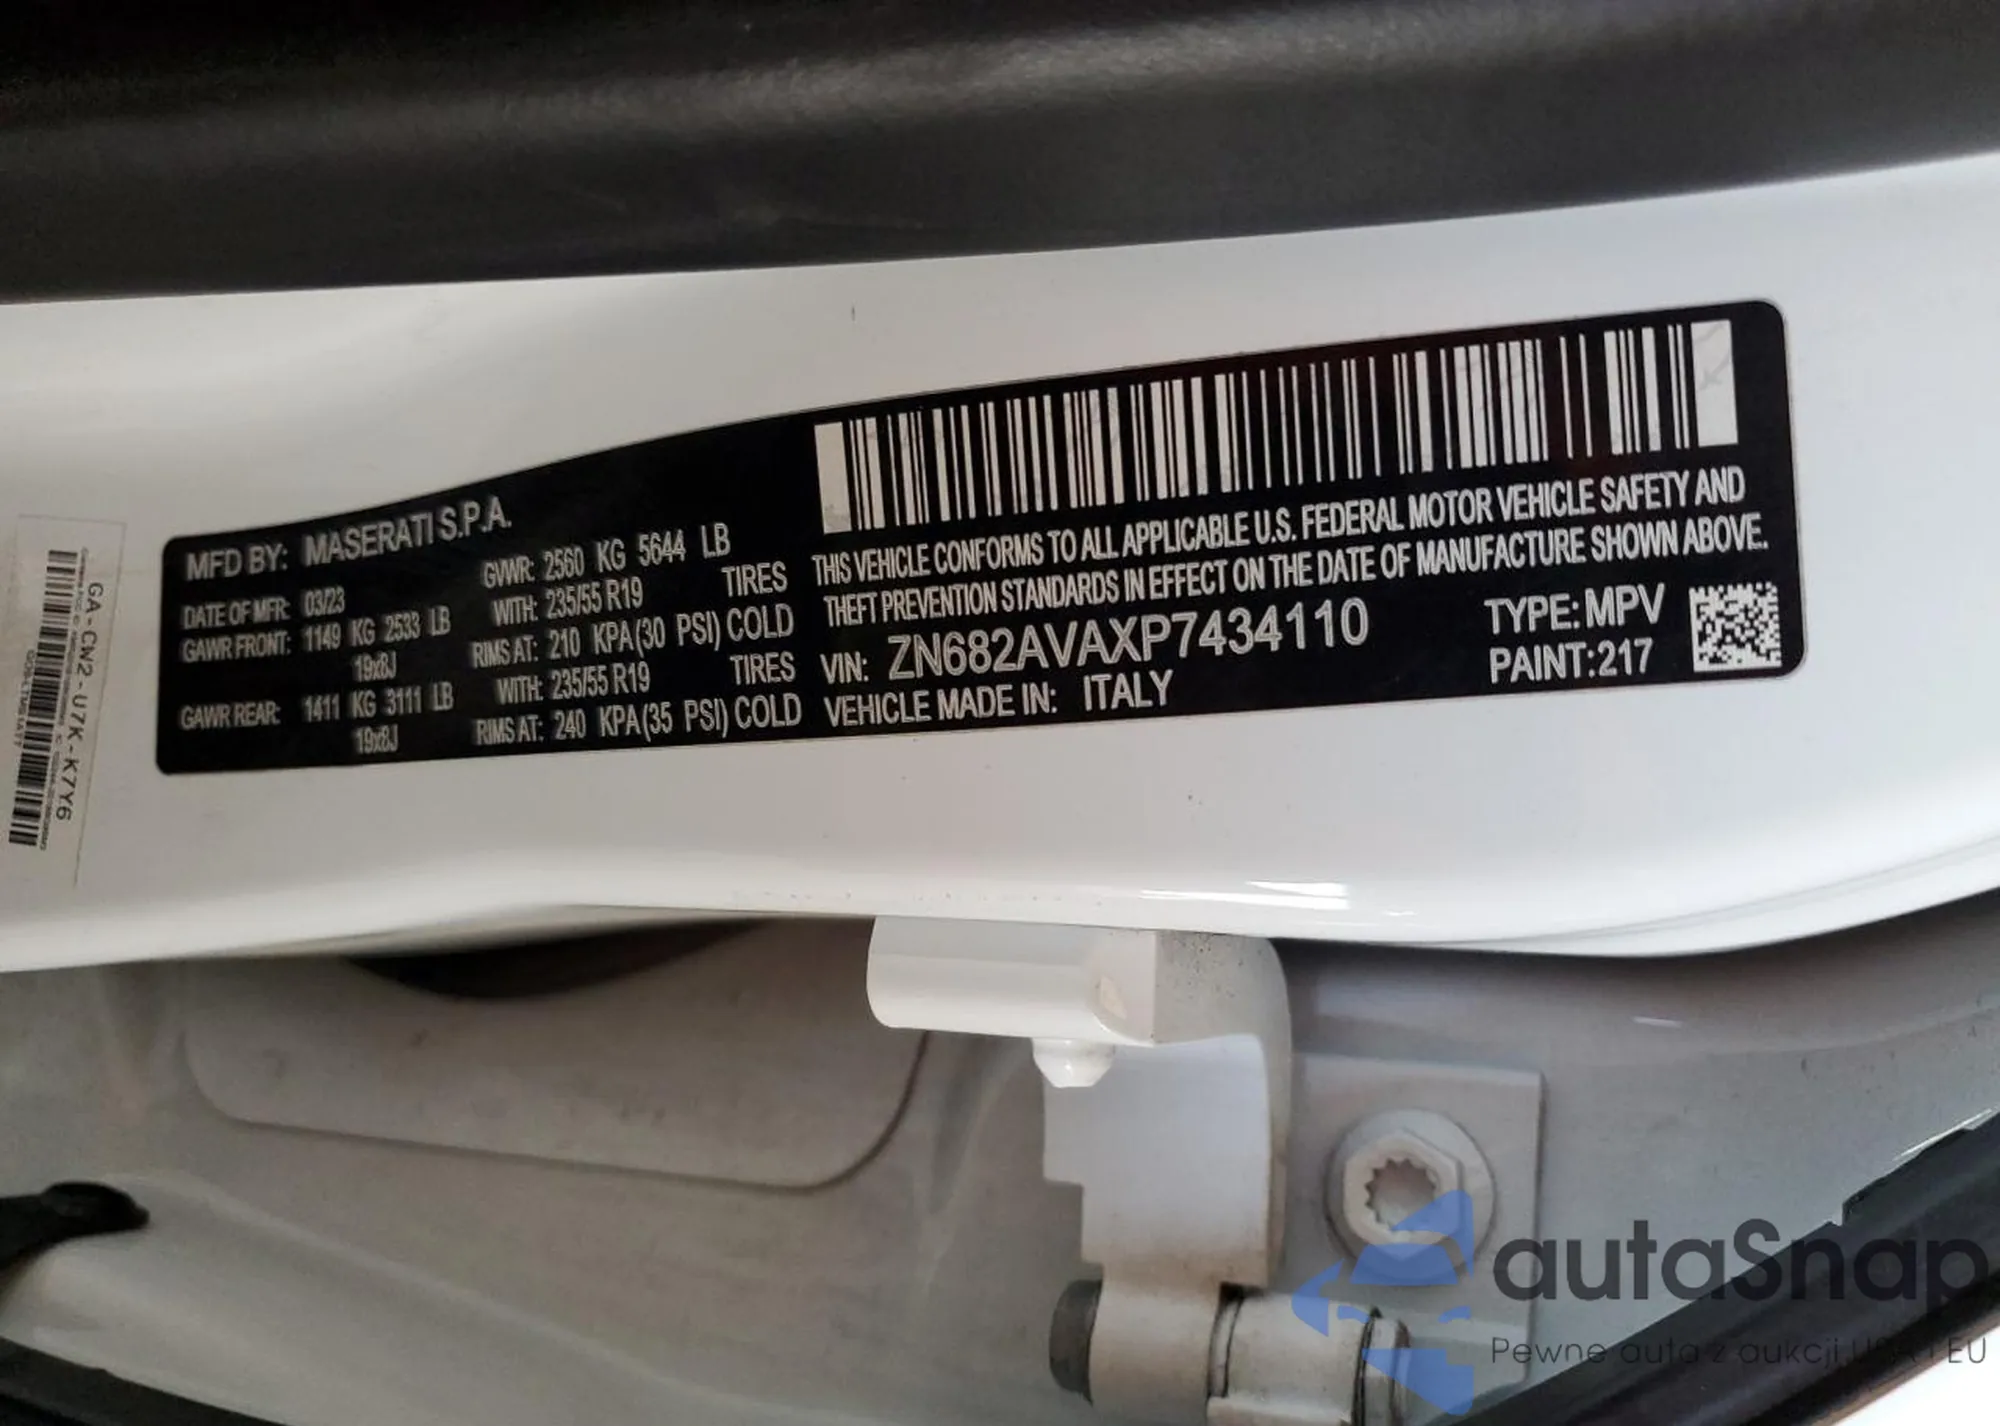 MFD BY: MASERATI S.P.A.
DATE OF MFR: 03/23 GVWR: 2560 KG 5644 LB
GAWR FRONT: 1149 KG 2533 LB WITH: 235/55 R19 TIRES
19x8J RIMS AT: 210 KPA(30 PSI) COLD
GAWR REAR: 1411 KG 3111 LB WITH: 235/55 R19 TIRES
19x8J RIMS AT: 240 KPA(35 PSI) COLD
THIS VEHICLE CONFORMS TO ALL APPLICABLE U.S. FEDERAL MOTOR VEHICLE SAFETY AND
THEFT PREVENTION STANDARDS IN EFFECT ON THE DATE OF MANUFACTURE SHOWN ABOVE.
VIN: ZN682AVAXP7434110
VEHICLE MADE IN: ITALY
TYPE: MPV
PAINT: 217
GA-CW2-U7K-K7Y6
autaSnap
Pewne auta z aukcji USA i EU